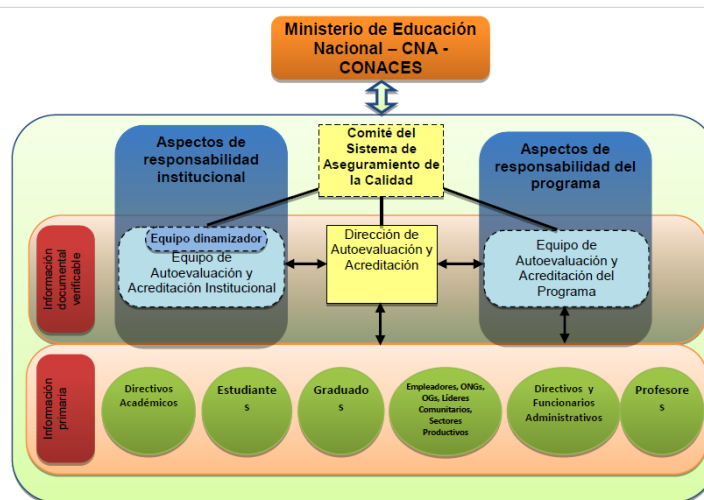 Ministerio de Educación
Nacional – CNA -
CONACES
Aspectos de
responsabilidad
institucional
Comité del
Sistema de
Aseguramiento de
la Calidad
Aspectos de
responsabilidad del
programa
Información
documental
verificable
Equipo dinamizador
Equipo de
Autoevaluación y
Acreditación Institucional
Dirección de
Autoevaluación y
Acreditación
Equipo de
Autoevaluación y
Acreditación del
Programa
Información
primaria
Directivos
Académicos
Estudiante
s
Graduado
s
Empleadores, ONGs,
OGs, Líderes
Comunitarios,
Sectores
Productivos
Directivos y
Funcionarios
Administrativos
Profesore
s